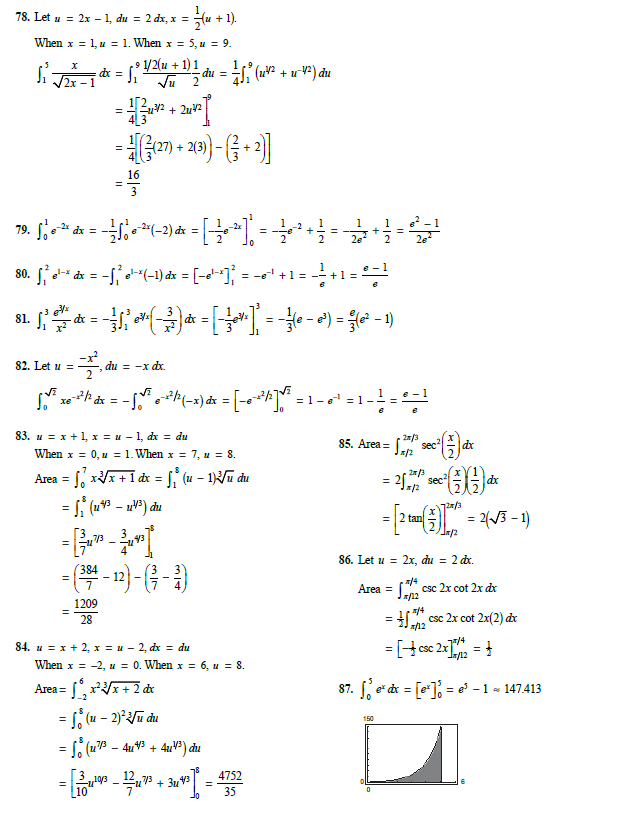 78. Let u = 2x − 1, du = 2 dx, x = 1/2(u + 1).
When x = 1, u = 1. When x = 5, u = 9.
∫₁⁵ x/√(2x − 1) dx = ∫₁⁹ (1/2(u + 1)/√u) 1/2 du = 1/4 ∫₁⁹ (u^(1/2) + u^(−1/2)) du
= 1/4[2/3 u^(3/2) + 2u^(1/2)]₁⁹
= 1/4[(2/3(27) + 2(3)) − (2/3 + 2)]
= 16/3
79. ∫₀¹ e^(−2x) dx = −1/2 ∫₀¹ e^(−2x)(−2) dx = [−1/2 e^(−2x)]₀¹ = −1/2 e^(−2) + 1/2 = −1/(2e²) + 1/2 = (e² − 1)/(2e²)
80. ∫₁² e^(1−x) dx = −∫₁² e^(1−x)(−1) dx = [−e^(1−x)]₁² = −e^(−1) + 1 = −1/e + 1 = (e − 1)/e
81. ∫₁³ e^(3/x)/x² dx = −1/3 ∫₁³ e^(3/x)(−3/x²) dx = [−1/3 e^(3/x)]₁³ = −1/3(e − e³) = e/3(e² − 1)
82. Let u = −x²/2, du = −x dx.
∫₀^√2 xe^(−x²/2) dx = −∫₀^√2 e^(−x²/2)(−x) dx = [−e^(−x²/2)]₀^√2 = 1 − e^(−1) = 1 − 1/e = (e − 1)/e
83. u = x + 1, x = u − 1, dx = du
When x = 0, u = 1. When x = 7, u = 8.
Area = ∫₀⁷ x∛(x + 1) dx = ∫₁⁸ (u − 1)∛u du
= ∫₁⁸ (u^(4/3) − u^(1/3)) du
= [3/7 u^(7/3) − 3/4 u^(4/3)]₁⁸
= (384/7 − 12) − (3/7 − 3/4)
= 1209/28
84. u = x + 2, x = u − 2, dx = du
When x = −2, u = 0. When x = 6, u = 8.
Area = ∫₋₂⁶ x²∛(x + 2) dx
= ∫₀⁸ (u − 2)²∛u du
= ∫₀⁸ (u^(7/3) − 4u^(4/3) + 4u^(1/3)) du
= [3/10 u^(10/3) − 12/7 u^(7/3) + 3u^(4/3)]₀⁸ = 4752/35
85. Area = ∫_(π/2)^(2π/3) sec²(x/2) dx
= 2∫_(π/2)^(2π/3) sec²(x/2)(1/2) dx
= [2 tan(x/2)]_(π/2)^(2π/3) = 2(√3 − 1)
86. Let u = 2x, du = 2 dx.
Area = ∫_(π/12)^(π/4) csc 2x cot 2x dx
= 1/2 ∫_(π/12)^(π/4) csc 2x cot 2x(2) dx
= [−1/2 csc 2x]_(π/12)^(π/4) = 1/2
87. ∫₀⁵ e^x dx = [e^x]₀⁵ = e⁵ − 1 ≈ 147.413
150
0
6
0